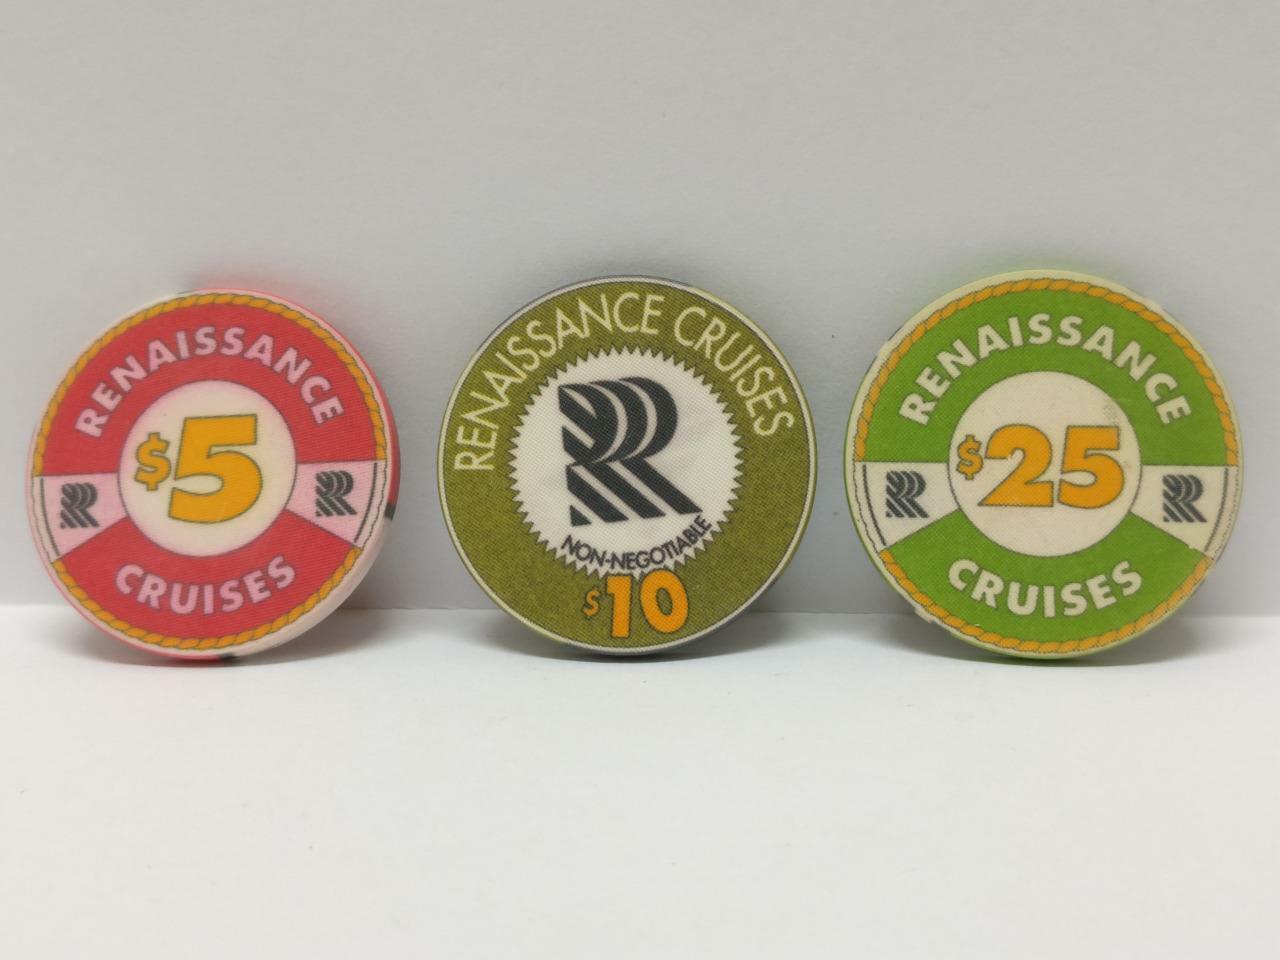 RENAISSANCE
$5
R
R
CRUISES
RENAISSANCE CRUISES
R
NON-NEGOTIABLE
$10
RENAISSANCE
$25
R
R
CRUISES